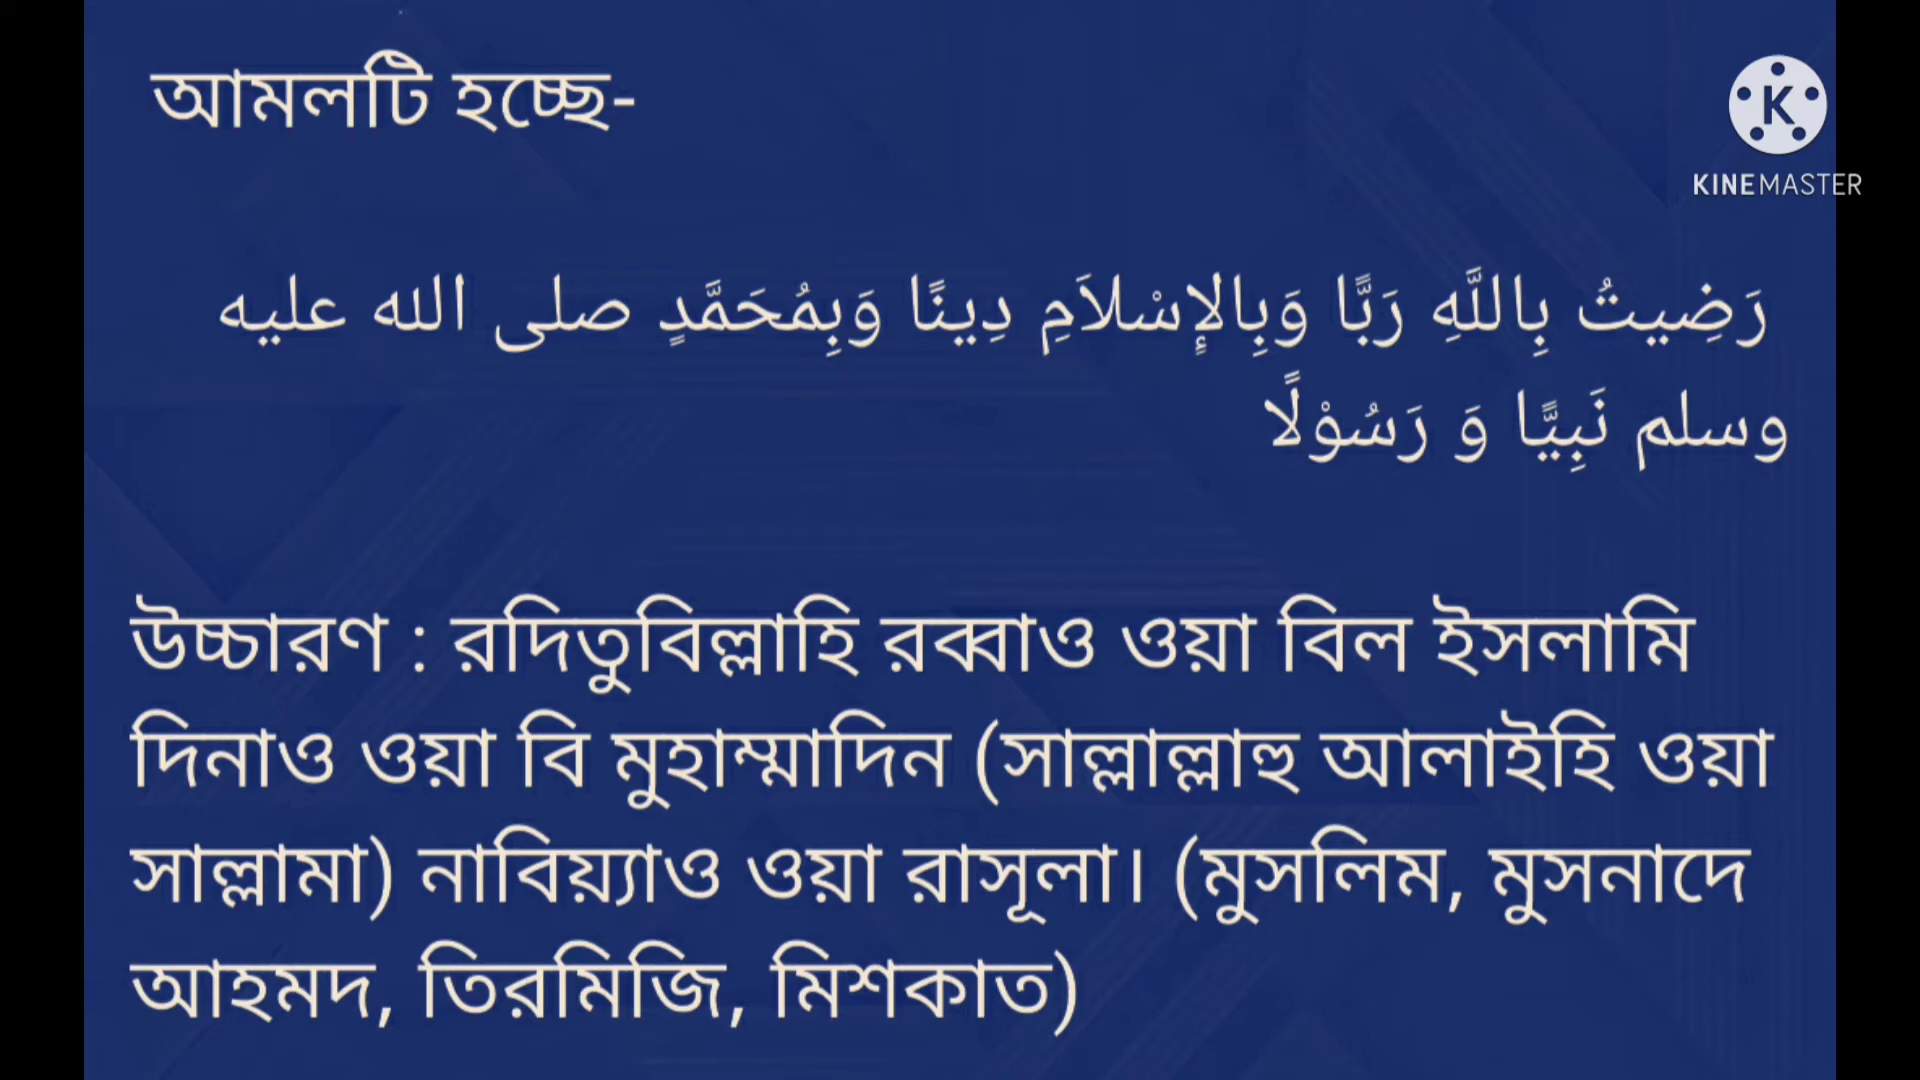 আমলটি হচ্ছে-
KINEMASTER
رَضِيتُ بِاللَّهِ رَبًّا وَبِالإِسْلاَمِ دِينًا وَبِمُحَمَّدٍ صلى الله عليه
وسلم نَبِيًّا وَ رَسُوْلًا
উচ্চারণ : রদিতুবিল্লাহি রব্বাও ওয়া বিল ইসলামি
দিনাও ওয়া বি মুহাম্মাদিন (সাল্লাল্লাহু আলাইহি ওয়া
সাল্লামা) নাবিয়্যাও ওয়া রাসূলা। (মুসলিম, মুসনাদে
আহমদ, তিরমিজি, মিশকাত)